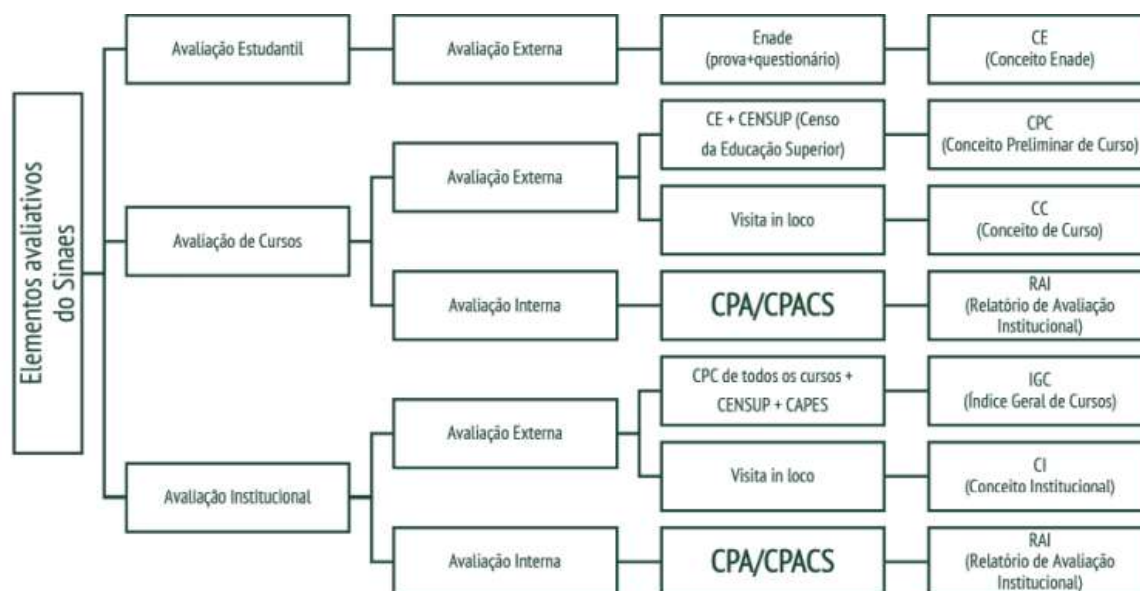 Elementos avaliativos
do Sinaes
Avaliação Estudantil
Avaliação Externa
Enade
(prova+questionário)
CE
(Conceito Enade)
Avaliação de Cursos
Avaliação Externa
CE + CENSUP (Censo
da Educação Superior)
CPC
(Conceito Preliminar de Curso)
Visita in loco
CC
(Conceito de Curso)
Avaliação Interna
CPA/CPACS
RAI
(Relatório de Avaliação
Institucional)
Avaliação Institucional
Avaliação Externa
CPC de todos os cursos +
CENSUP + CAPES
IGC
(Índice Geral de Cursos)
Visita in loco
CI
(Conceito Institucional)
Avaliação Interna
CPA/CPACS
RAI
(Relatório de Avaliação
Institucional)